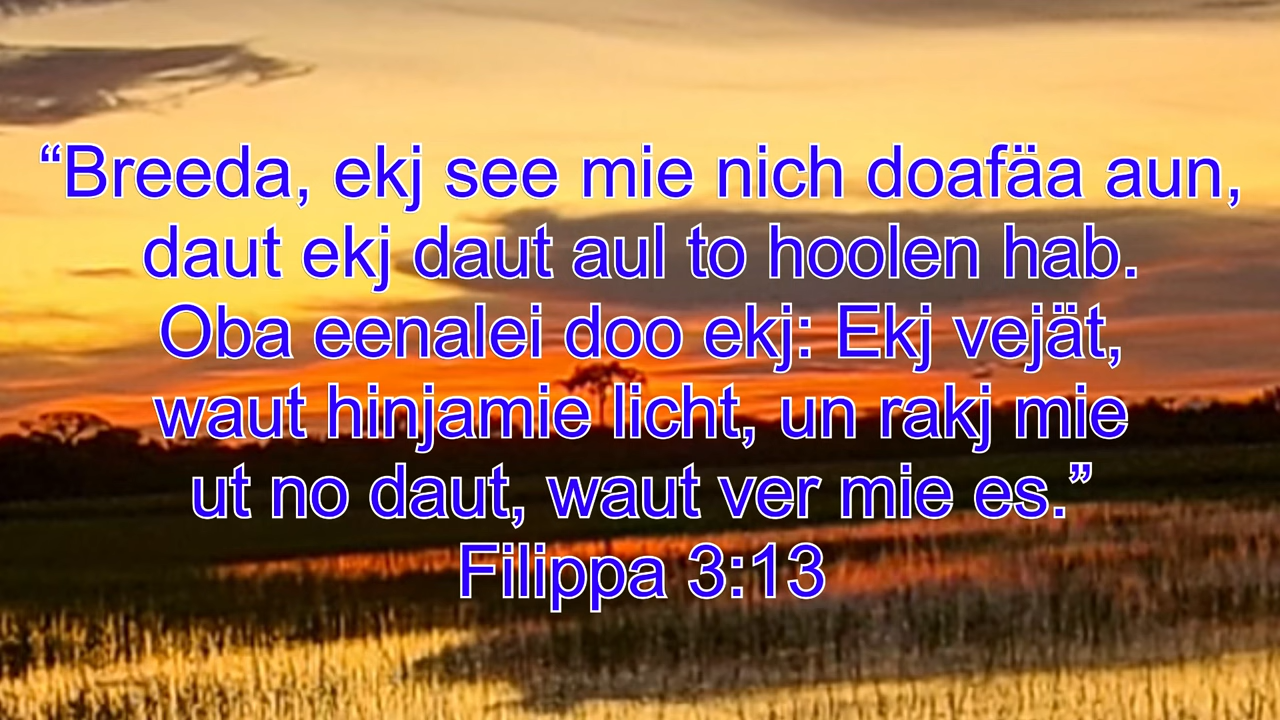 “Breeda, ekj see mie nich doafäa aun,
daut ekj daut aul to hoolen hab.
Oba eenalei doo ekj: Ekj vejät,
waut hinjamie licht, un rakj mie
ut no daut, waut ver mie es.”
Filippa 3:13